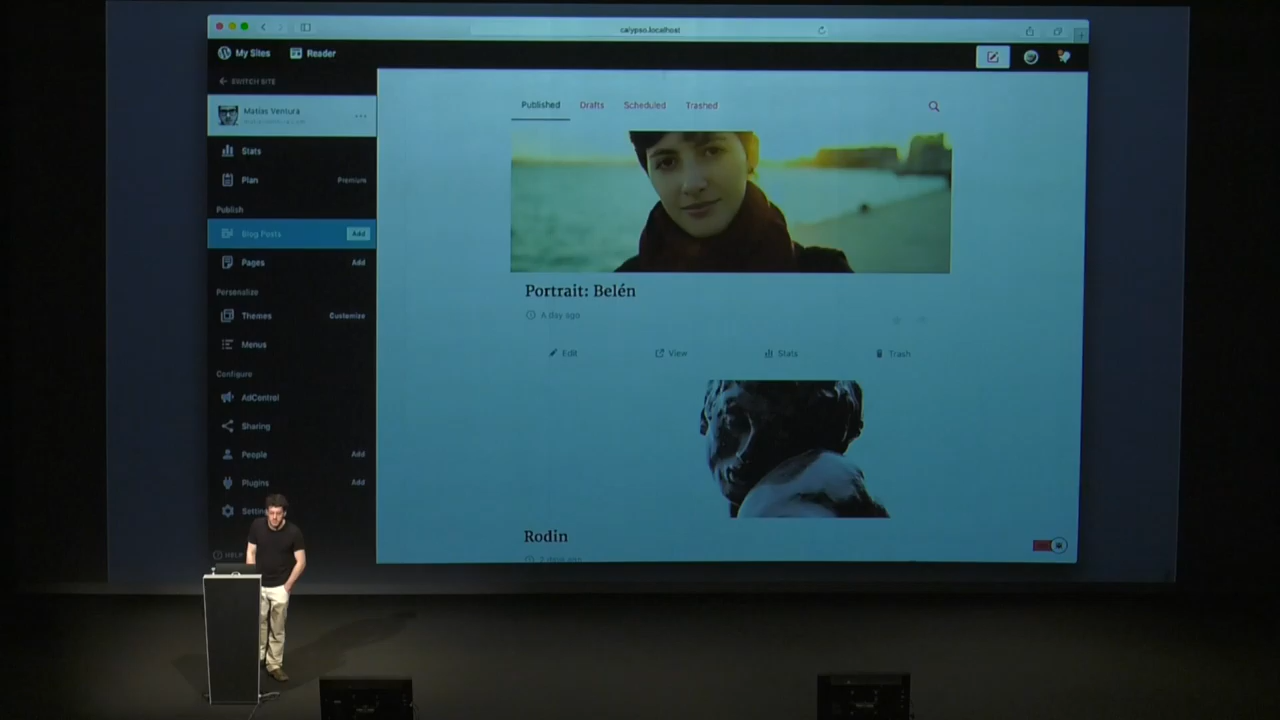 calypso.localhost
My Sites
Reader
SWITCH SITE
Matías Ventura
Stats
Plan
Premium
Publish
Blog Posts
Add
Pages
Add
Personalize
Themes
Customize
Menus
Configure
AdControl
Sharing
People
Add
Plugins
Add
HELP
Published
Drafts
Scheduled
Trashed
Portrait: Belén
A day ago
Edit
View
Stats
Trash
Rodin